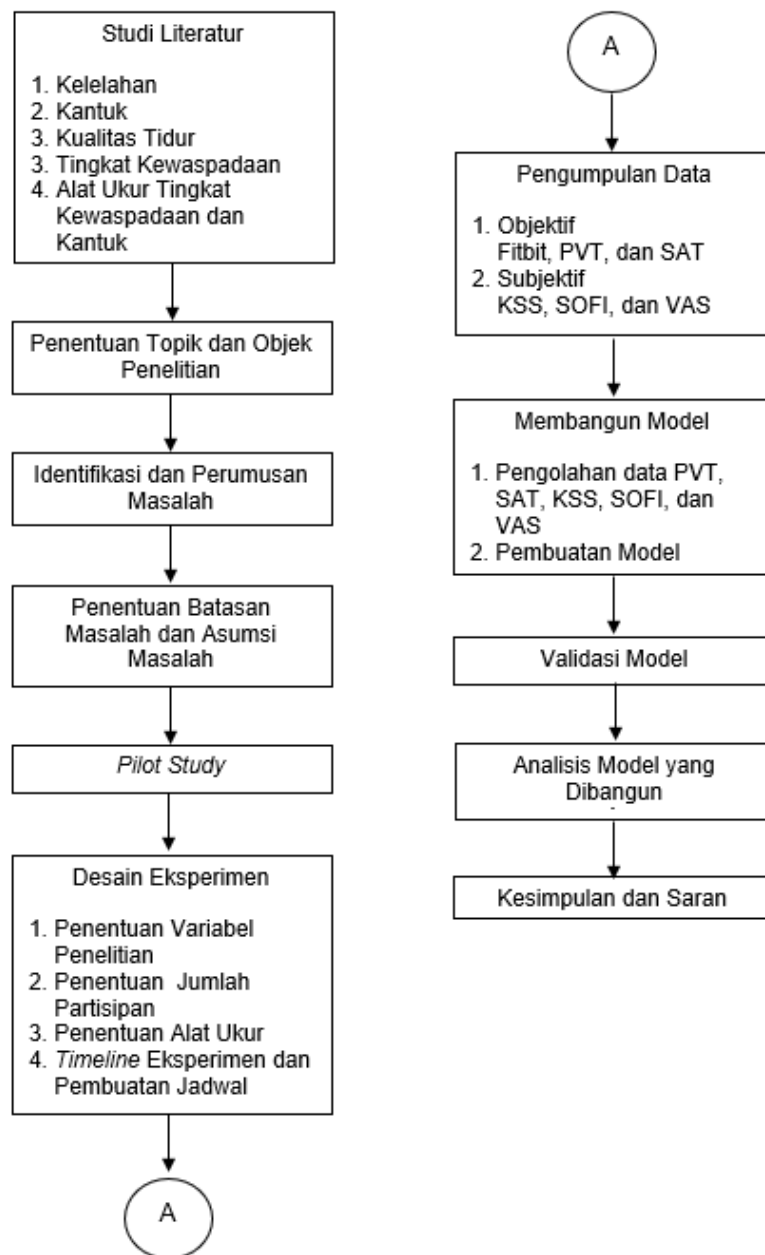 Studi Literatur
1. Kelelahan
2. Kantuk
3. Kualitas Tidur
3. Tingkat Kewaspadaan
4. Alat Ukur Tingkat
Kewaspadaan dan
Kantuk
Penentuan Topik dan Objek
Penelitian
Identifikasi dan Perumusan
Masalah
Penentuan Batasan
Masalah dan Asumsi
Masalah
Pilot Study
Desain Eksperimen
1. Penentuan Variabel
Penelitian
2. Penentuan Jumlah
Partisipan
3. Penentuan Alat Ukur
4. Timeline Eksperimen dan
Pembuatan Jadwal
A
A
Pengumpulan Data
1. Objektif
Fitbit, PVT, dan SAT
2. Subjektif
KSS, SOFI, dan VAS
Membangun Model
1. Pengolahan data PVT,
SAT, KSS, SOFI, dan
VAS
2. Pembuatan Model
Validasi Model
Analisis Model yang
Dibangun
Kesimpulan dan Saran